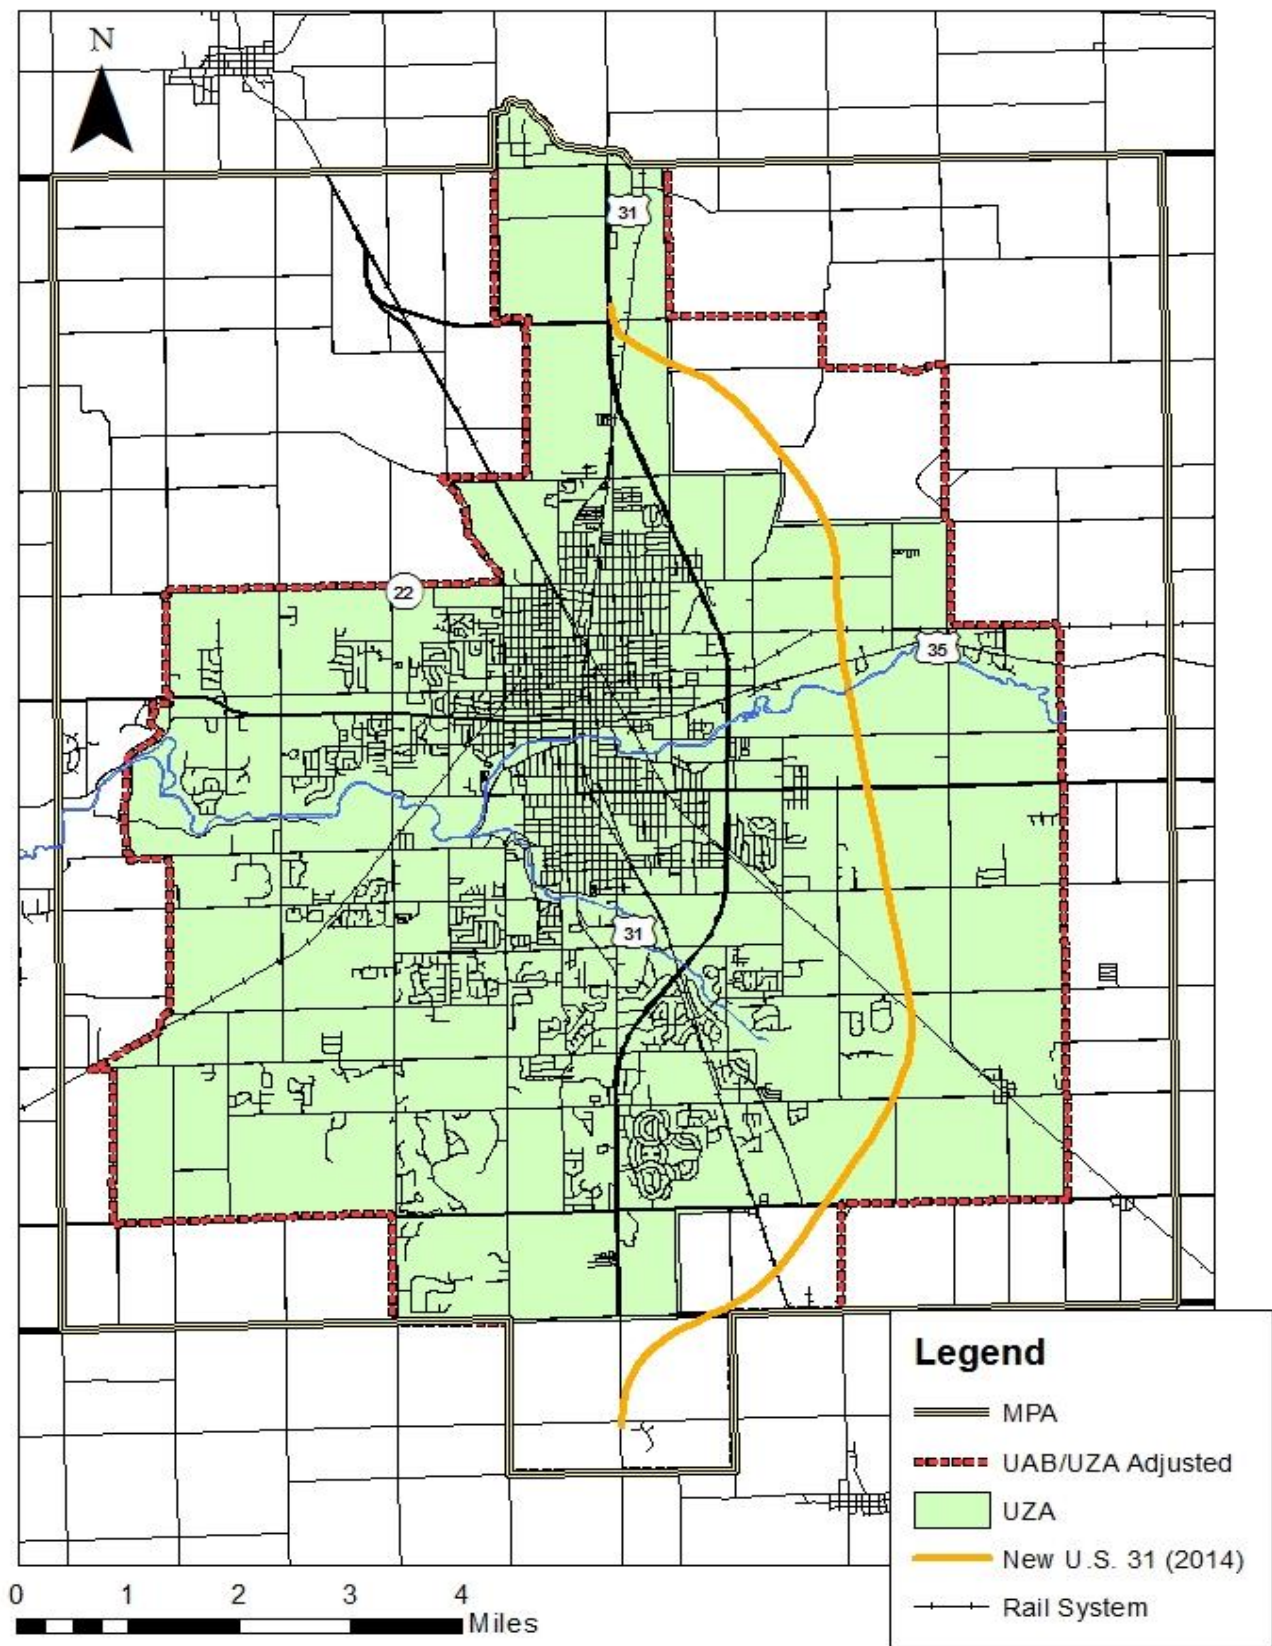 N
31
22
35
31
Legend
MPA
UAB/UZA Adjusted
UZA
New U.S. 31 (2014)
Rail System
0 1 2 3 4
Miles